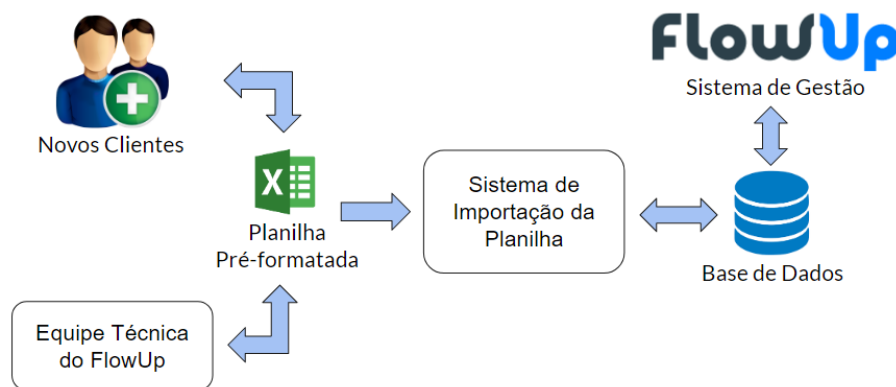 FlowUp
Sistema de Gestão
Novos Clientes
X
Planilha
Pré-formatada
Sistema de
Importação da
Planilha
Base de Dados
Equipe Técnica
do FlowUp